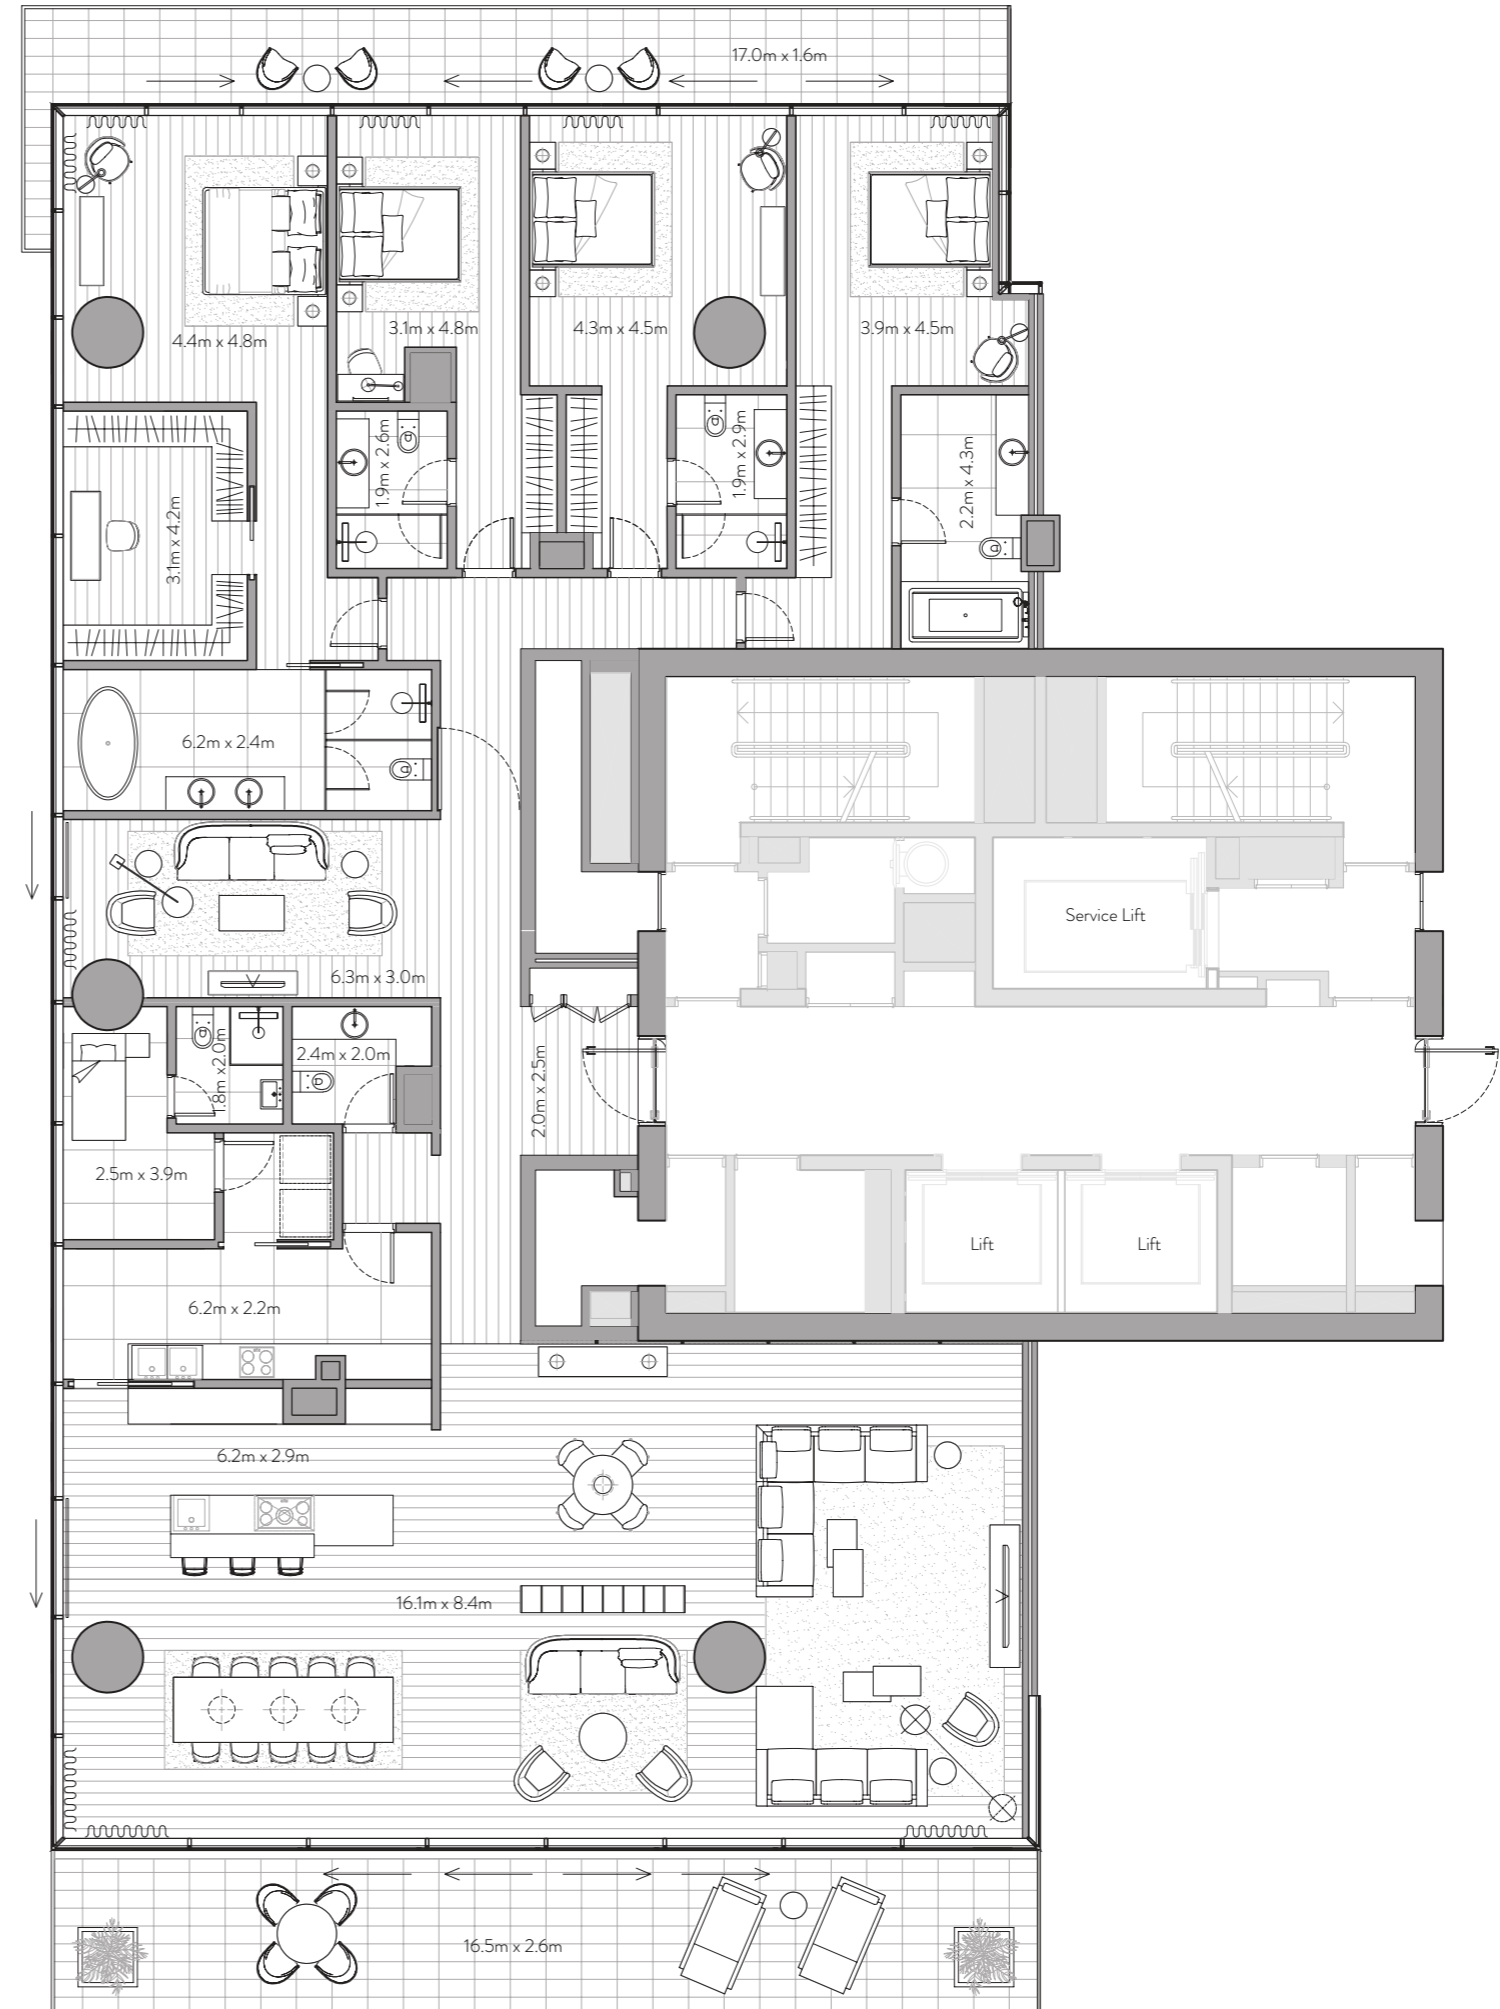 17.0m x 1.6m
4.4m x 4.8m
3.1m x 4.8m
4.3m x 4.5m
3.9m x 4.5m
1.9m x 2.6m
1.9m x 2.9m
2.2m x 4.3m
3.1m x 4.2m
6.2m x 2.4m
Service Lift
6.3m x 3.0m
1.8m x 2.0m
2.4m x 2.0m
2.0m x 2.5m
2.5m x 3.9m
Lift
Lift
6.2m x 2.2m
6.2m x 2.9m
16.1m x 8.4m
16.5m x 2.6m